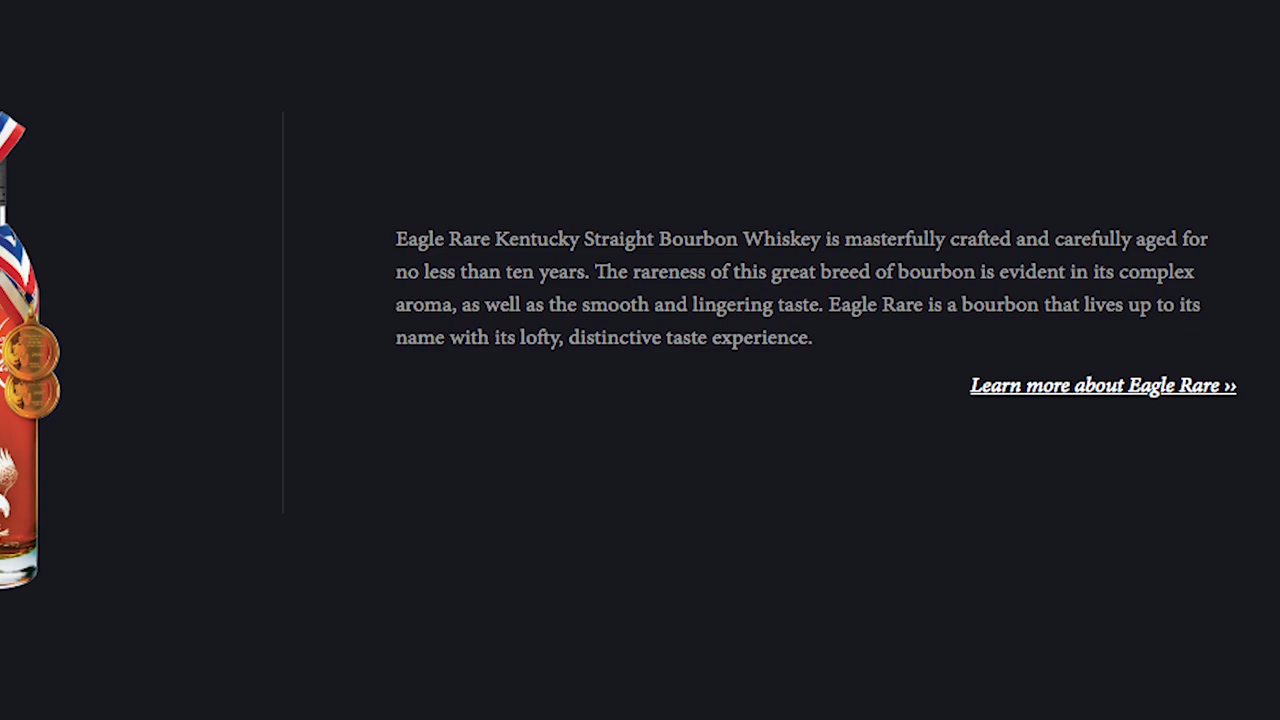 Eagle Rare Kentucky Straight Bourbon Whiskey is masterfully crafted and carefully aged for
no less than ten years. The rareness of this great breed of bourbon is evident in its complex
aroma, as well as the smooth and lingering taste. Eagle Rare is a bourbon that lives up to its
name with its lofty, distinctive taste experience.
Learn more about Eagle Rare ››